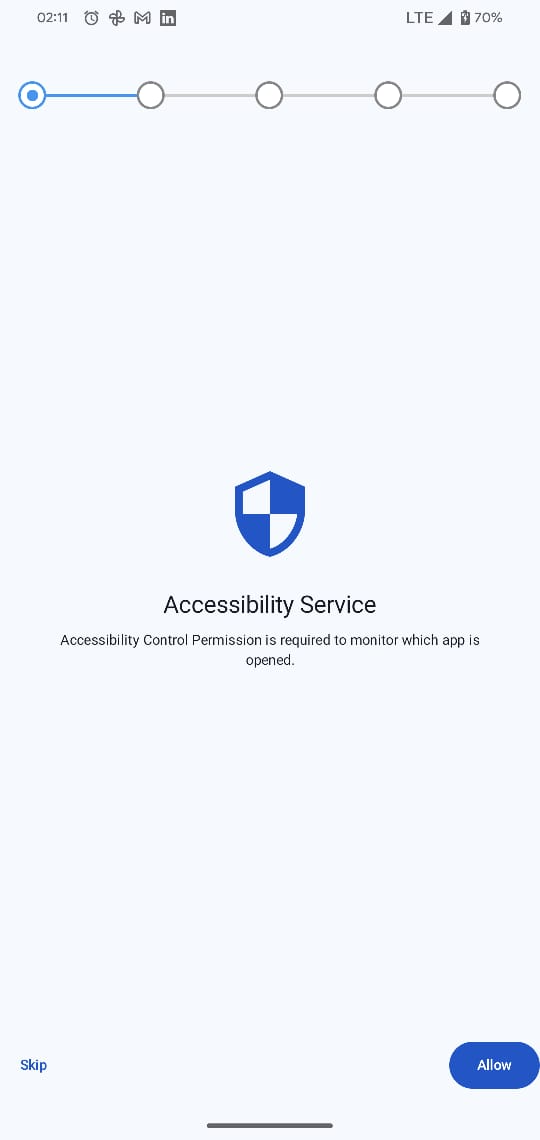 02:11 LTE 70%
Accessibility Service
Accessibility Control Permission is required to monitor which app is
opened.
Skip Allow